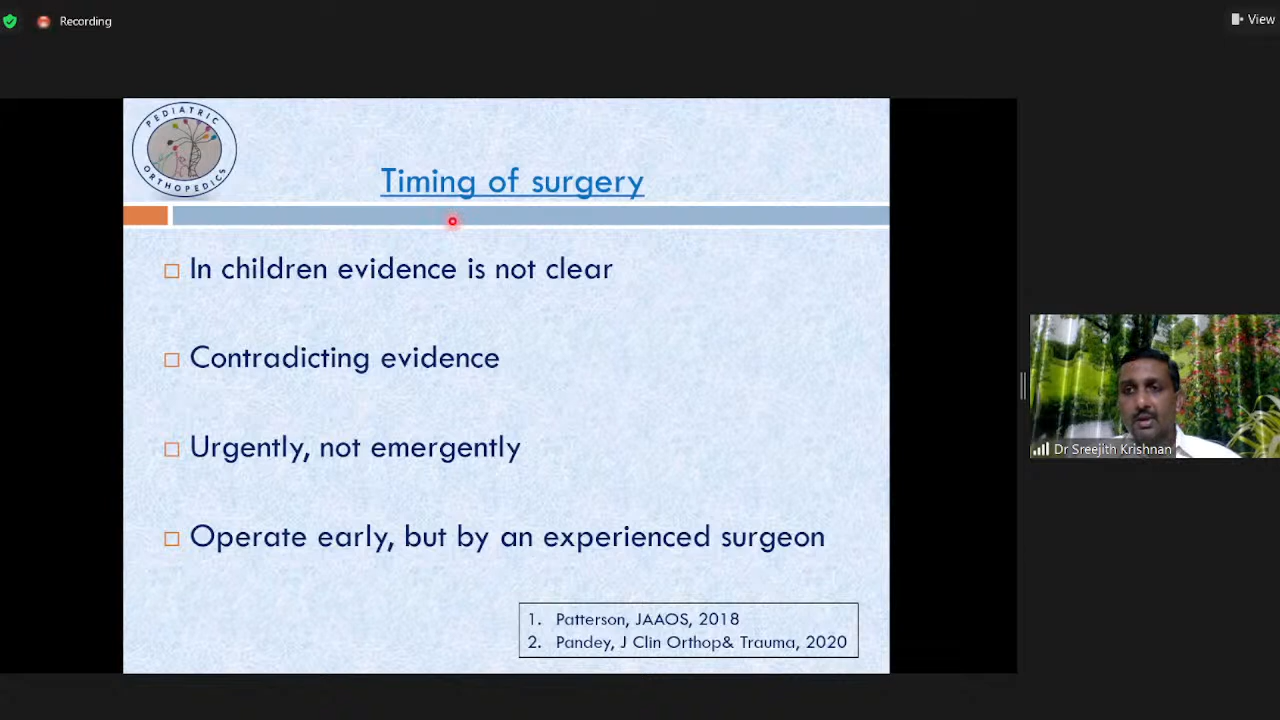 Recording
View
PEDIATRIC
ORTHOPEDICS
Timing of surgery
In children evidence is not clear
Contradicting evidence
Urgently, not emergently
Operate early, but by an experienced surgeon
1. Patterson, JAAOS, 2018
2. Pandey, J Clin Orthop& Trauma, 2020
Dr Sreejith Krishnan